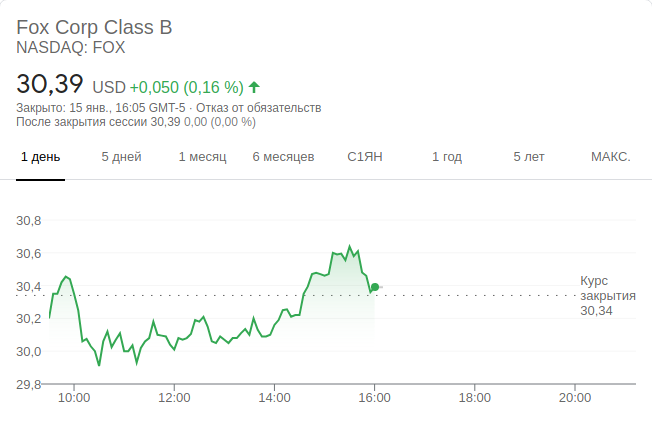 Fox Corp Class B
NASDAQ: FOX
30,39 USD +0,050 (0,16 %)
Закрыто: 15 янв., 16:05 GMT-5 · Отказ от обязательств
После закрытия сессии 30,39 0,00 (0,00 %)
1 день 5 дней 1 месяц 6 месяцев С1ЯН 1 год 5 лет МАКС.
30,8
30,6
30,4
30,2
30,0
29,8
Курс
закрытия
30,34
10:00 12:00 14:00 16:00 18:00 20:00